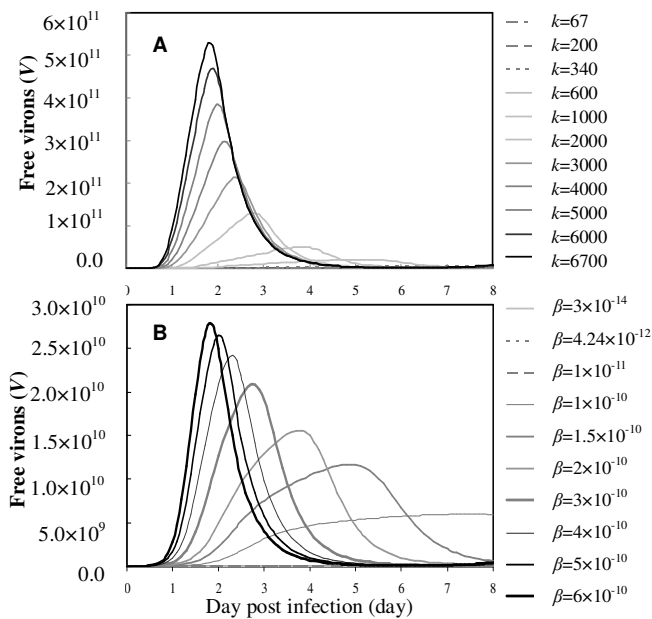 A
Free virons (V)
6×10¹¹
5×10¹¹
4×10¹¹
3×10¹¹
2×10¹¹
1×10¹¹
0.0
0 1 2 3 4 5 6 7 8
k=67
k=200
k=340
k=600
k=1000
k=2000
k=3000
k=4000
k=5000
k=6000
k=6700
B
Free virons (V)
3.0×10¹⁰
2.5×10¹⁰
2.0×10¹⁰
1.5×10¹⁰
1.0×10¹⁰
5.0×10⁹
0.0
0 1 2 3 4 5 6 7 8
Day post infection (day)
β=3×10⁻¹⁴
β=4.24×10⁻¹²
β=1×10⁻¹¹
β=1×10⁻¹⁰
β=1.5×10⁻¹⁰
β=2×10⁻¹⁰
β=3×10⁻¹⁰
β=4×10⁻¹⁰
β=5×10⁻¹⁰
β=6×10⁻¹⁰